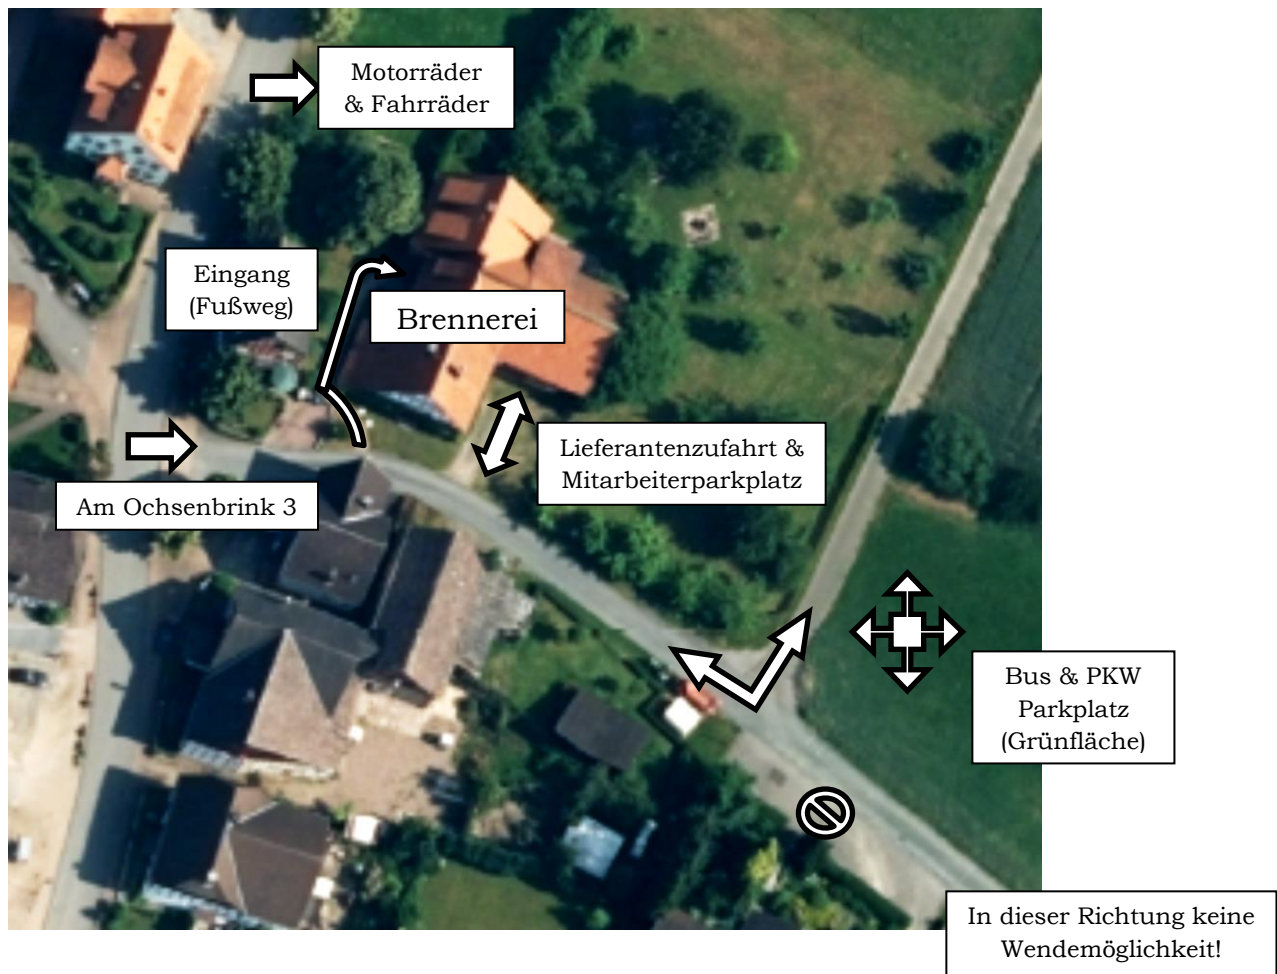 Motorräder
& Fahrräder
Eingang
(Fußweg)
Brennerei
Lieferantenzufahrt &
Mitarbeiterparkplatz
Am Ochsenbrink 3
Bus & PKW
Parkplatz
(Grünfläche)
In dieser Richtung keine
Wendemöglichkeit!